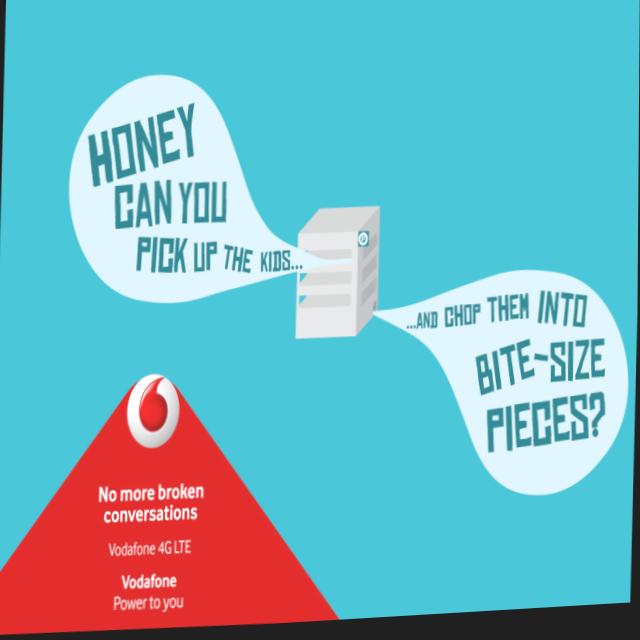 HONEY
CAN YOU
PICK UP THE KIDS...
...AND CHOP THEM INTO
BITE-SIZE
PIECES?
No more broken
conversations
Vodafone 4G LTE
Vodafone
Power to you